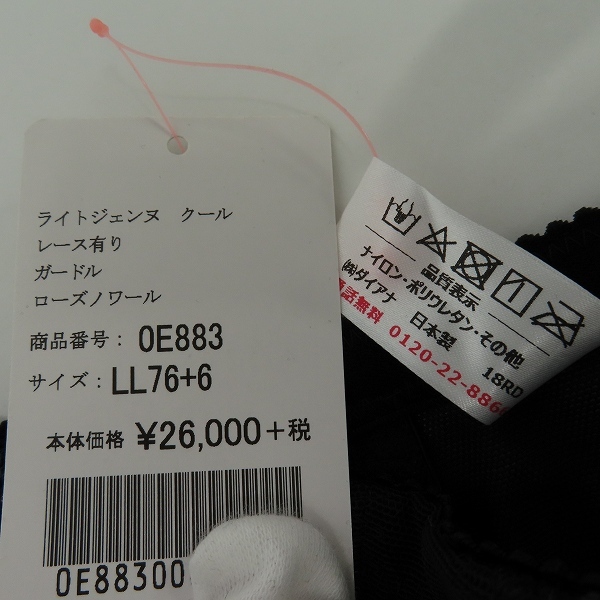 ライトジェンヌ クール
レース有り
ガードル
ローズノワール
商品番号: 0E883
サイズ: LL76+6
本体価格 ¥26,000+税
0E88300
品質表示
ナイロン・ポリウレタン・その他
㈱ダイアナ 日本製 18RD
話無料 0120-22-886